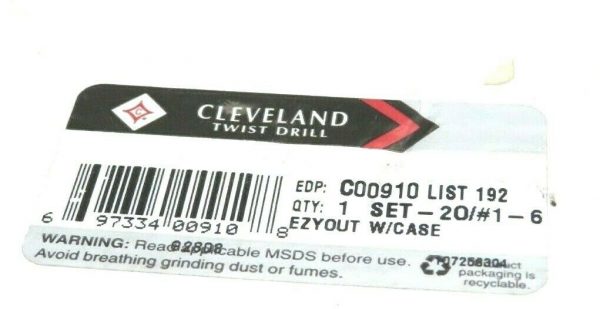 CLEVELAND
TWIST DRILL
EDP: C00910 LIST 192
QTY: 1 SET-20/#1-6
EZYOUT W/CASE
6 97334 00910 8
WARNING: Read applicable MSDS before use.
Avoid breathing grinding dust or fumes.
packaging is
recyclable.